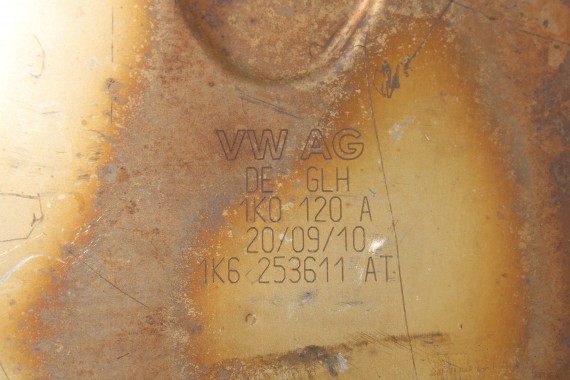 VW AG
DE GLH
1K0 120 A
20/09/10
1K6 253611 AT